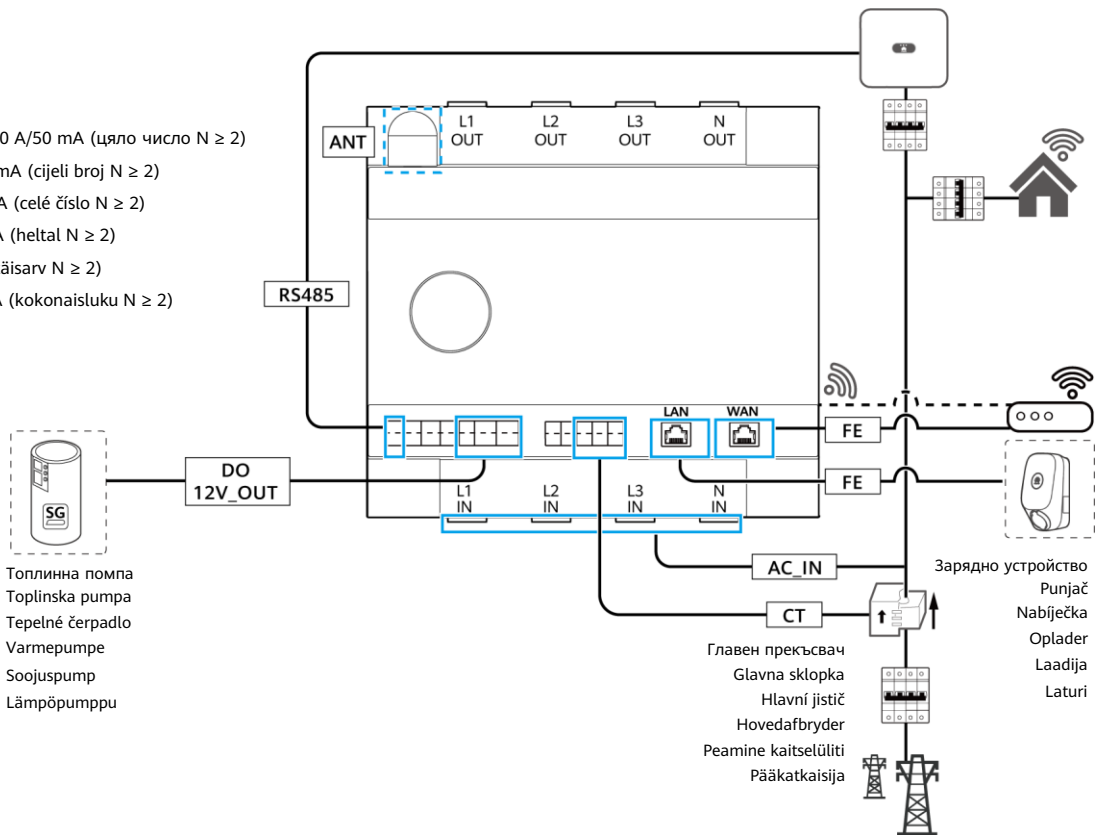 0 A/50 mA (цяло число N ≥ 2)
mA (cijeli broj N ≥ 2)
A (celé číslo N ≥ 2)
A (heltal N ≥ 2)
äisarv N ≥ 2)
A (kokonaisluku N ≥ 2)
ANT
L1 OUT
L2 OUT
L3 OUT
N OUT
RS485
LAN
WAN
FE
FE
DO
12V_OUT
SG
L1 IN
L2 IN
L3 IN
N IN
AC_IN
CT
Топлинна помпа
Toplinska pumpa
Tepelné čerpadlo
Varmepumpe
Soojuspump
Lämpöpumppu
Зарядно устройство
Punjač
Nabíječka
Oplader
Laadija
Laturi
Главен прекъсвач
Glavna sklopka
Hlavní jistič
Hovedafbryder
Peamine kaitselüliti
Pääkatkaisija